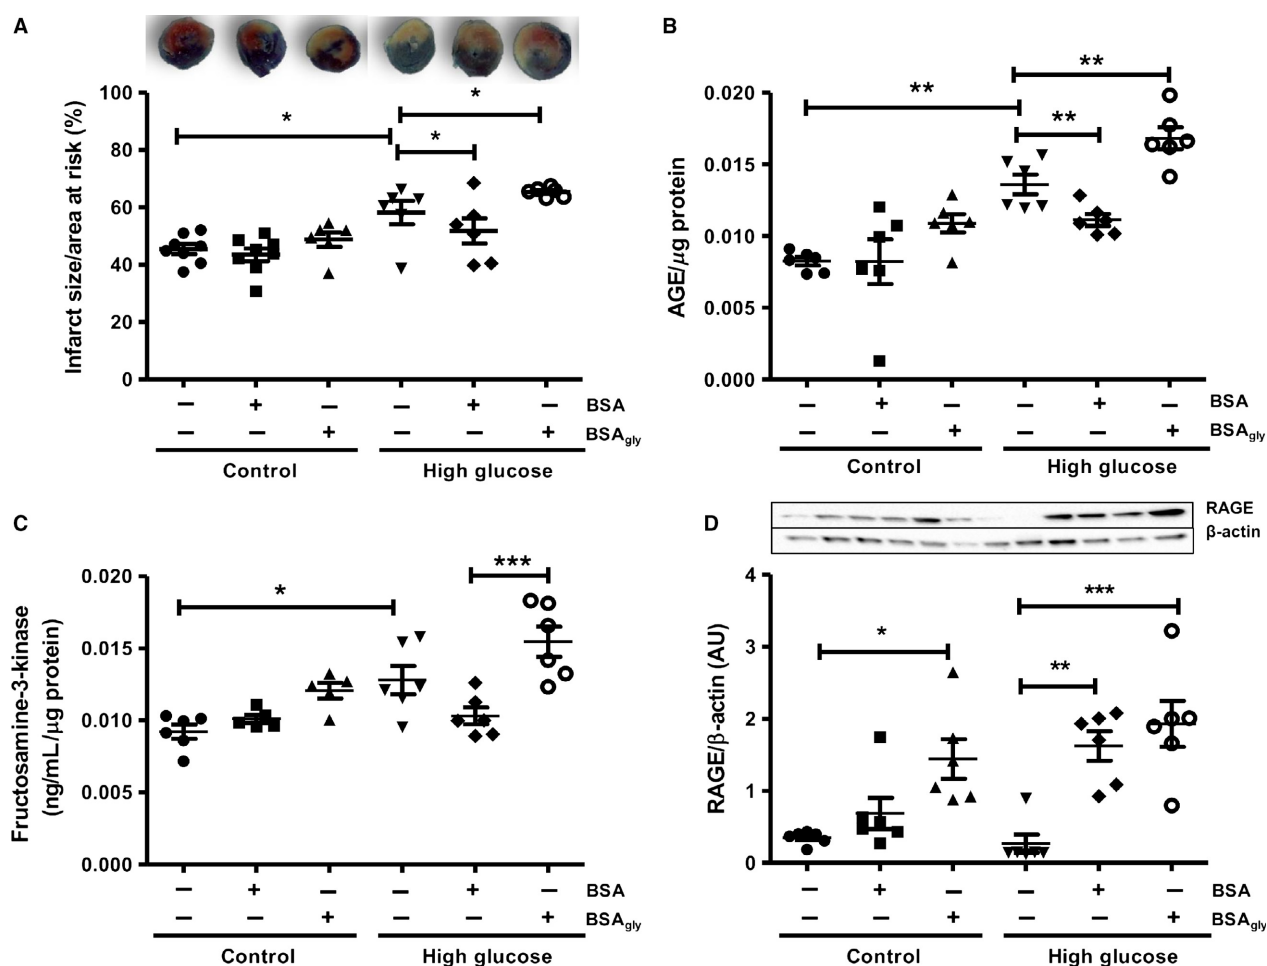 A
Infarct size/area at risk (%)
100
80
60
40
20
0
*
*
*
– + – – + – BSA
– – + – – + BSAgly
Control High glucose
B
AGE/µg protein
0.020
0.015
0.010
0.005
0.000
**
**
**
– + – – + – BSA
– – + – – + BSAgly
Control High glucose
C
Fructosamine-3-kinase
(ng/mL/µg protein)
0.020
0.015
0.010
0.005
0.000
*
***
– + – – + – BSA
– – + – – + BSAgly
Control High glucose
D
RAGE
β-actin
RAGE/β-actin (AU)
4
3
2
1
0
*
**
***
– + – – + – BSA
– – + – – + BSAgly
Control High glucose